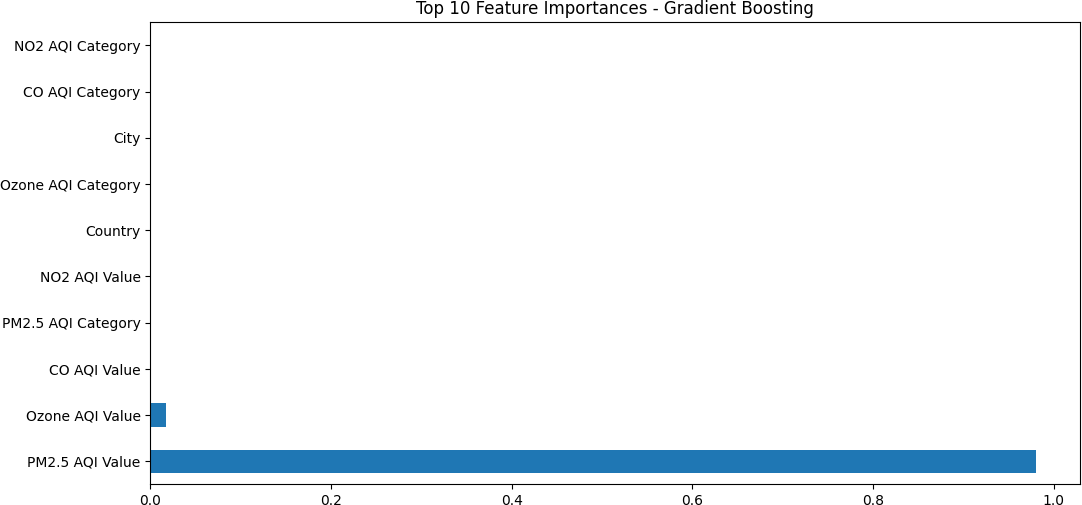 Top 10 Feature Importances - Gradient Boosting
NO2 AQI Category
CO AQI Category
City
Ozone AQI Category
Country
NO2 AQI Value
PM2.5 AQI Category
CO AQI Value
Ozone AQI Value
PM2.5 AQI Value
0.0 0.2 0.4 0.6 0.8 1.0